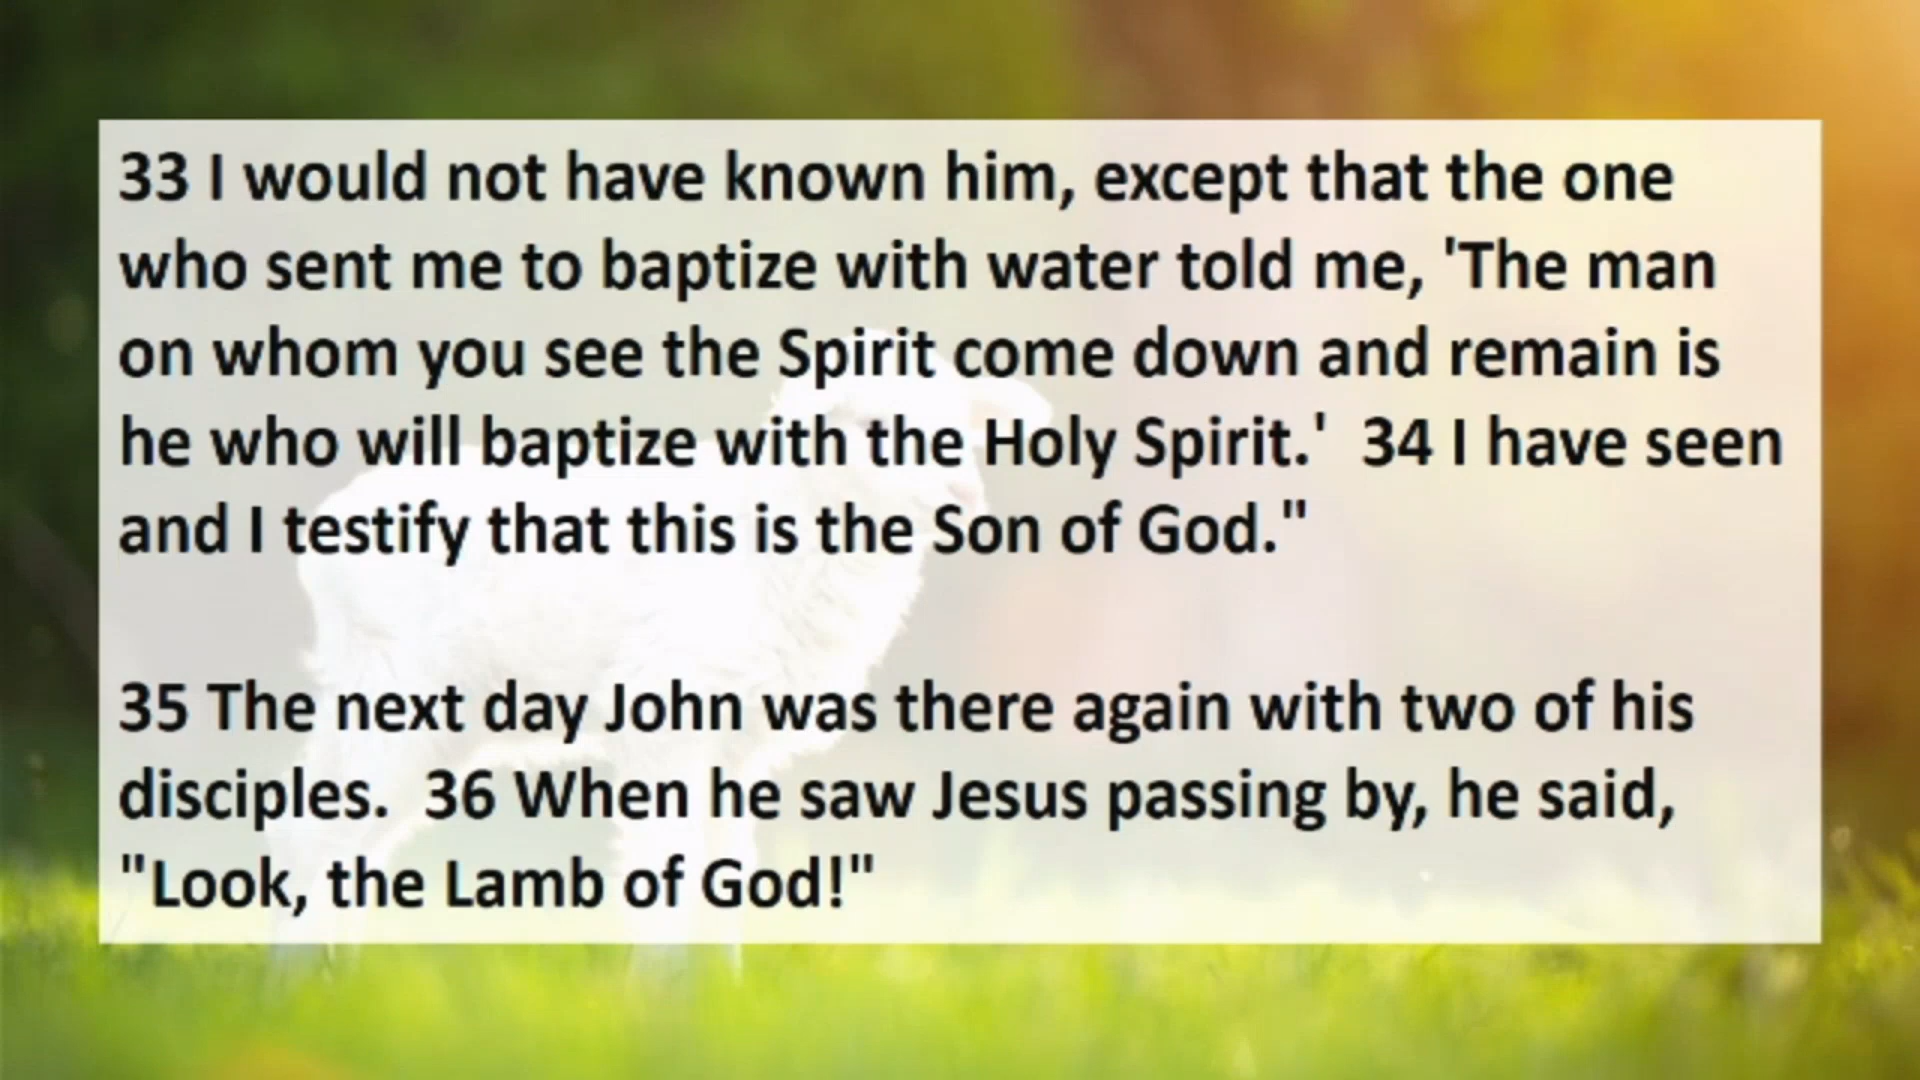 33 I would not have known him, except that the one
who sent me to baptize with water told me, 'The man
on whom you see the Spirit come down and remain is
he who will baptize with the Holy Spirit.'  34 I have seen
and I testify that this is the Son of God."
35 The next day John was there again with two of his
disciples.  36 When he saw Jesus passing by, he said,
"Look, the Lamb of God!"